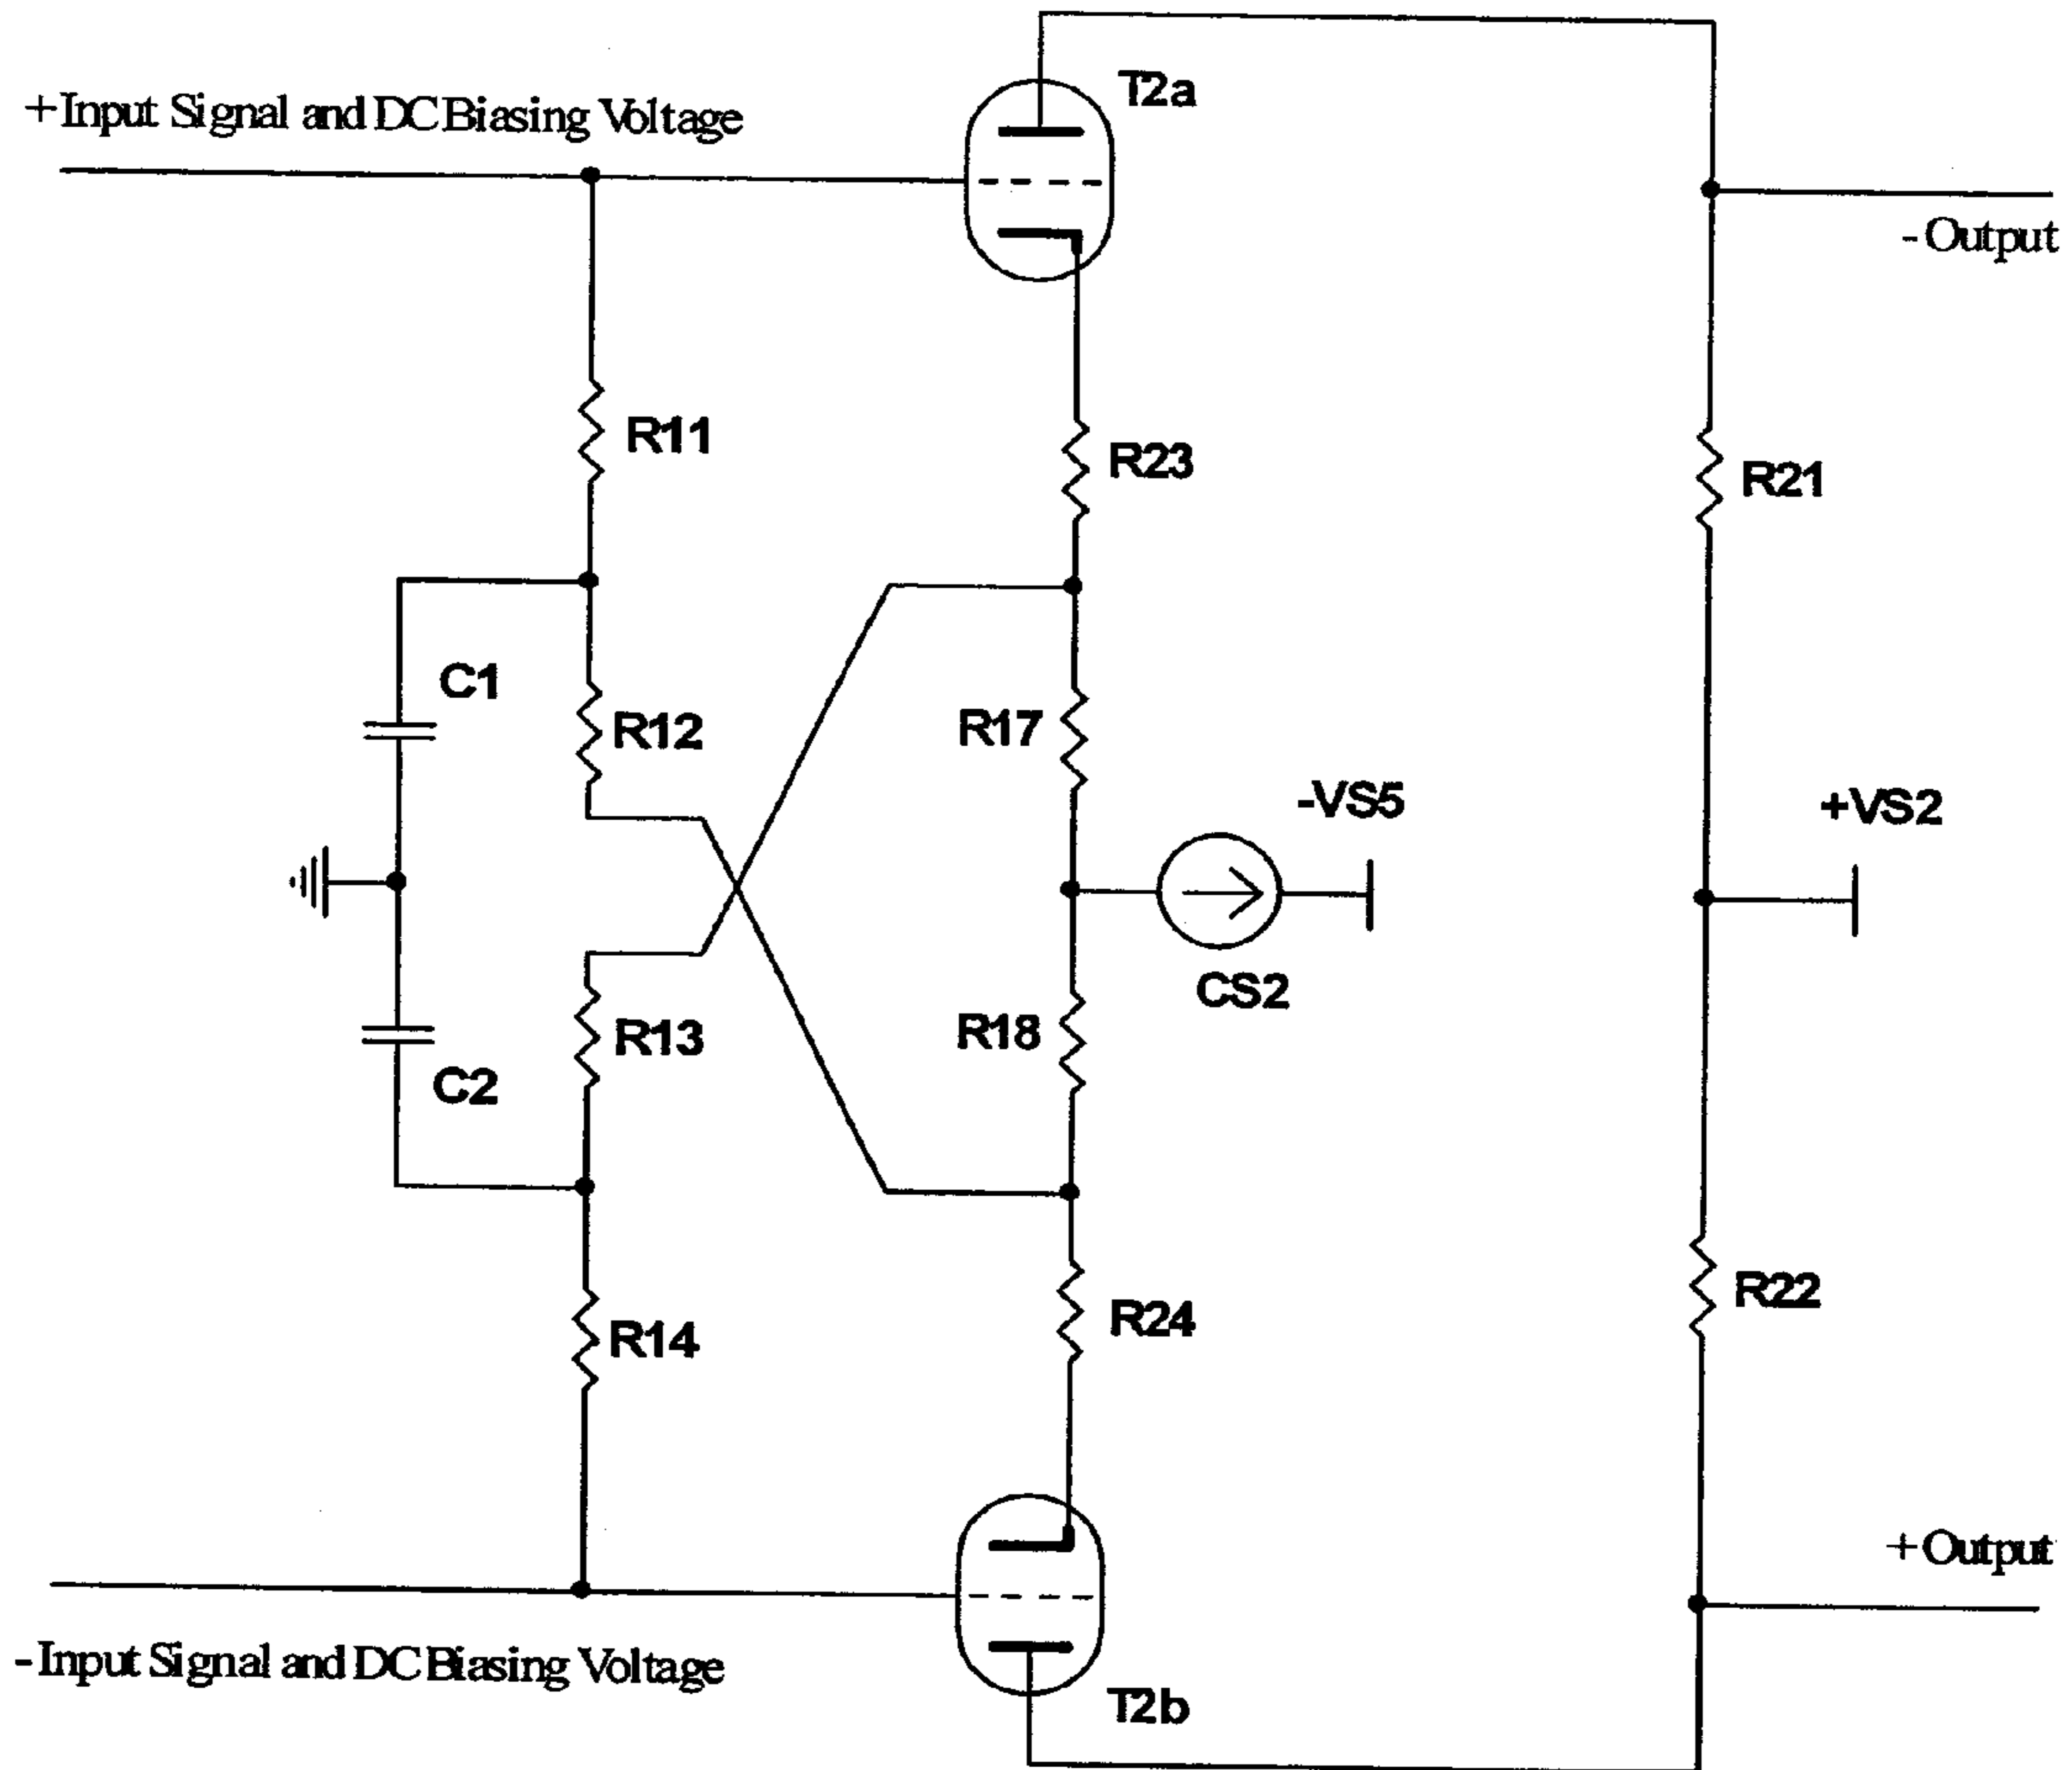 T2a
+Input Signal and DC Biasing Voltage
-Output
R11
R23
R21
C1
R12
R17
-VS5
+VS2
CS2
R13
R18
C2
R14
R24
R22
+Output
-Input Signal and DC Biasing Voltage
T2b